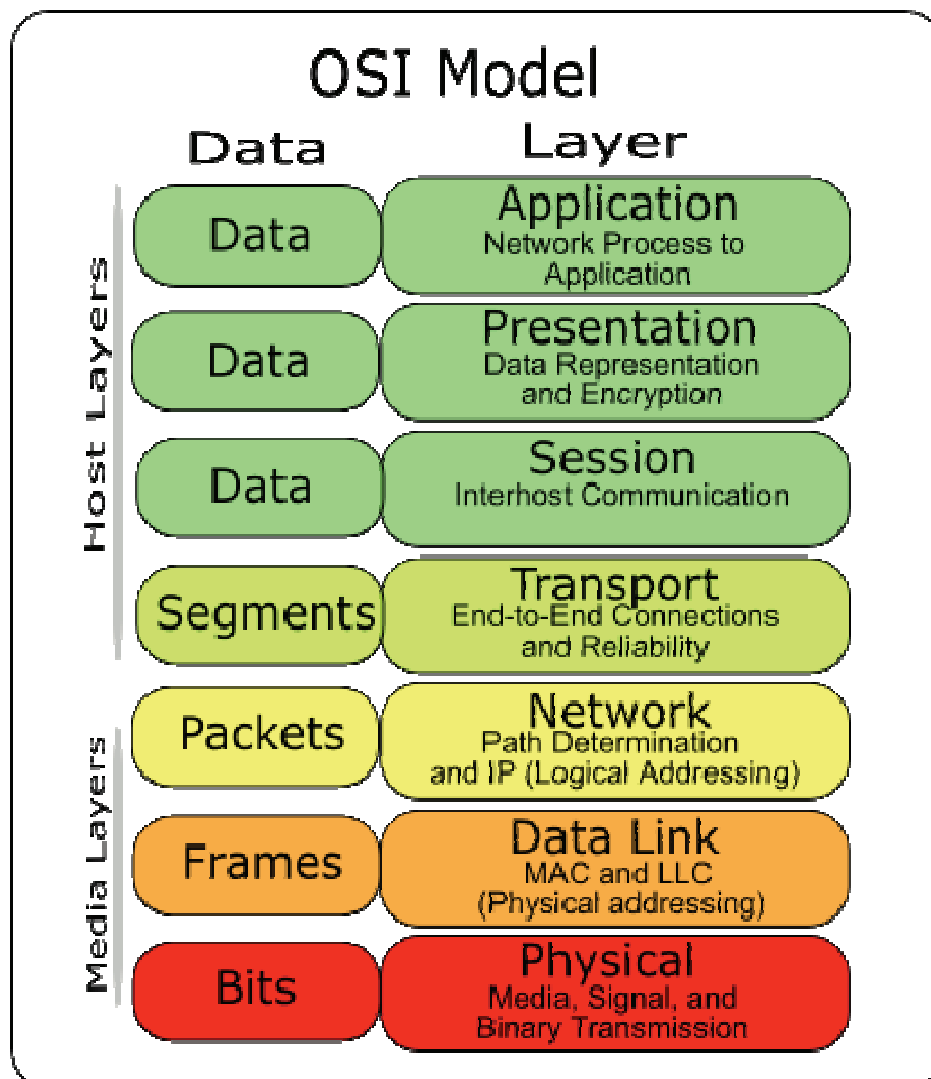 OSI Model
Data
Layer
Host Layers
Data
Application
Network Process to
Application
Data
Presentation
Data Representation
and Encryption
Data
Session
Interhost Communication
Segments
Transport
End-to-End Connections
and Reliability
Media Layers
Packets
Network
Path Determination
and IP (Logical Addressing)
Frames
Data Link
MAC and LLC
(Physical addressing)
Bits
Physical
Media, Signal, and
Binary Transmission